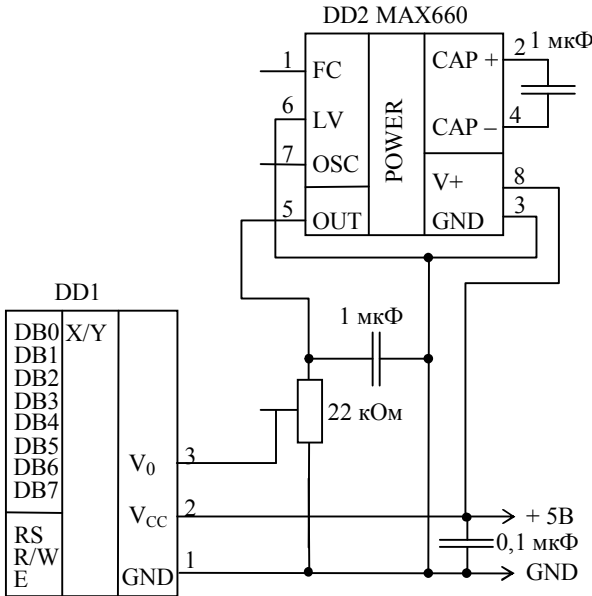 DD2 MAX660
1 FC
6 LV
7 OSC
5 OUT
POWER
CAP + 2
1 мкФ
CAP – 4
V+ 8
GND 3
DD1
X/Y
DB0
DB1
DB2
DB3
DB4
DB5
DB6
DB7
RS
R/W
E
V0 3
VCC 2
GND 1
1 мкФ
22 кОм
+ 5В
0,1 мкФ
GND